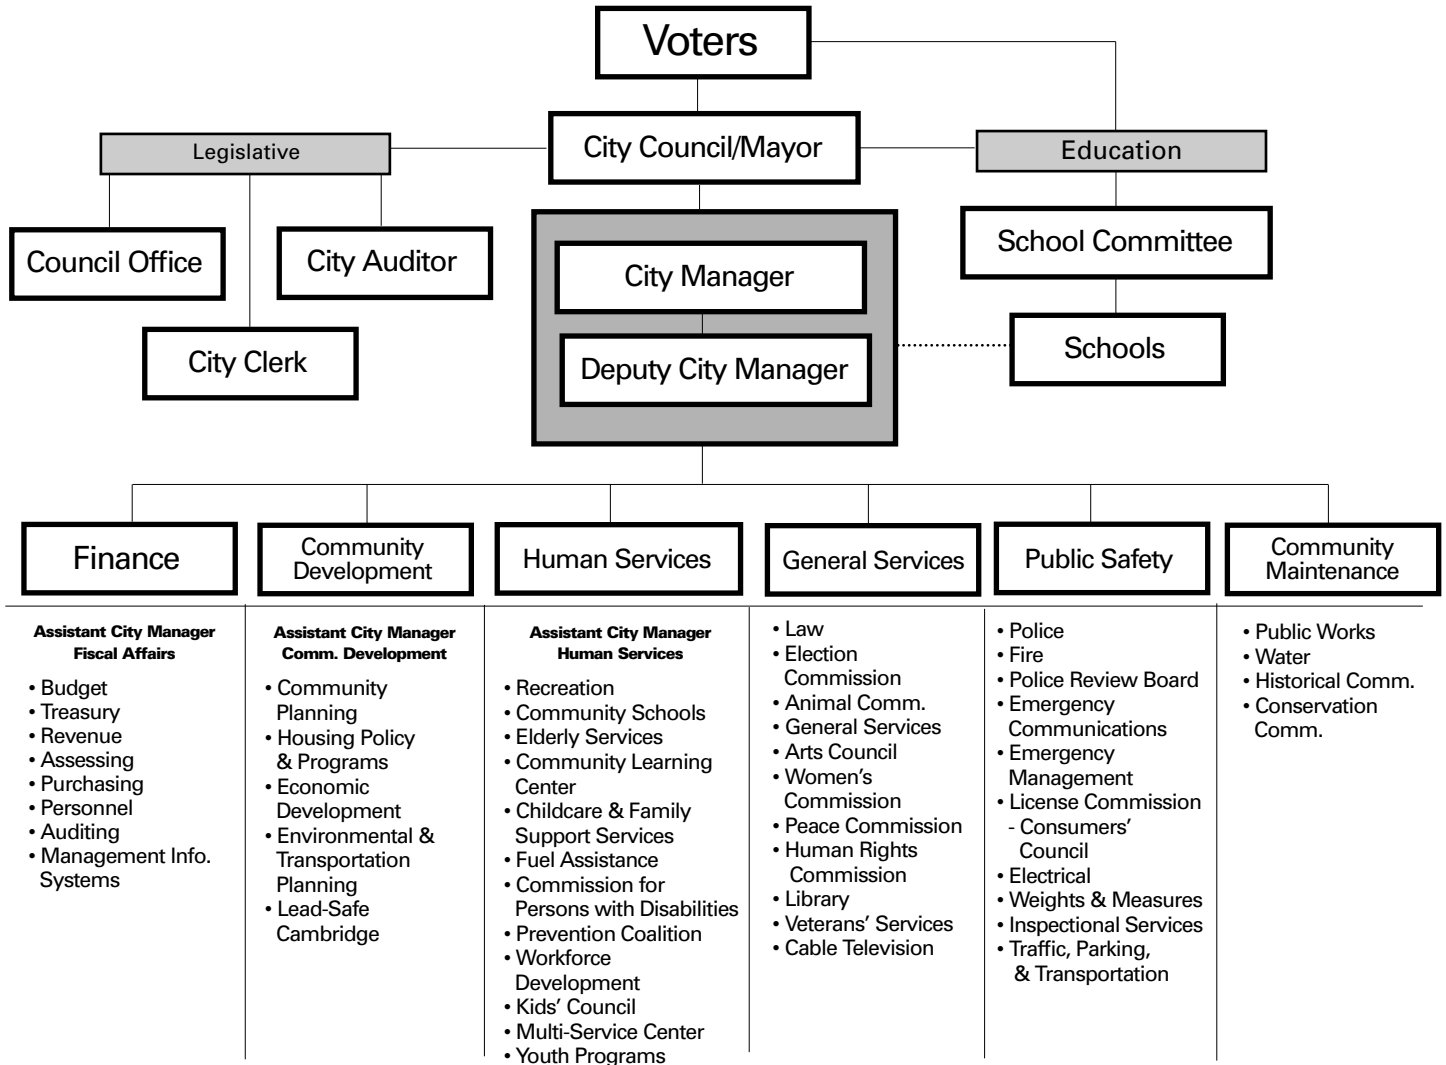 Voters
City Council/Mayor
Legislative
Education
Council Office
City Auditor
City Clerk
City Manager
Deputy City Manager
School Committee
Schools
Finance
Community
Development
Human Services
General Services
Public Safety
Community
Maintenance
Assistant City Manager
Fiscal Affairs
• Budget
• Treasury
• Revenue
• Assessing
• Purchasing
• Personnel
• Auditing
• Management Info.
Systems
Assistant City Manager
Comm. Development
• Community
Planning
• Housing Policy
& Programs
• Economic
Development
• Environmental &
Transportation
Planning
• Lead-Safe
Cambridge
Assistant City Manager
Human Services
• Recreation
• Community Schools
• Elderly Services
• Community Learning
Center
• Childcare & Family
Support Services
• Fuel Assistance
• Commission for
Persons with Disabilities
• Prevention Coalition
• Workforce
Development
• Kids' Council
• Multi-Service Center
• Youth Programs
• Law
• Election
Commission
• Animal Comm.
• General Services
• Arts Council
• Women's
Commission
• Peace Commission
• Human Rights
Commission
• Library
• Veterans' Services
• Cable Television
• Police
• Fire
• Police Review Board
• Emergency
Communications
• Emergency
Management
• License Commission
- Consumers'
Council
• Electrical
• Weights & Measures
• Inspectional Services
• Traffic, Parking,
& Transportation
• Public Works
• Water
• Historical Comm.
• Conservation
Comm.